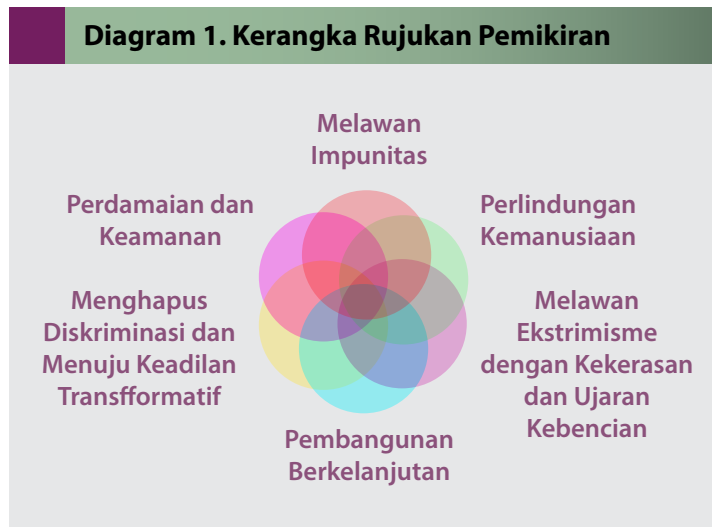 Diagram 1. Kerangka Rujukan Pemikiran
Melawan
Impunitas
Perdamaian dan
Keamanan
Perlindungan
Kemanusiaan
Menghapus
Diskriminasi dan
Menuju Keadilan
Transfformatif
Melawan
Ekstrimisme
dengan Kekerasan
dan Ujaran
Kebencian
Pembangunan
Berkelanjutan